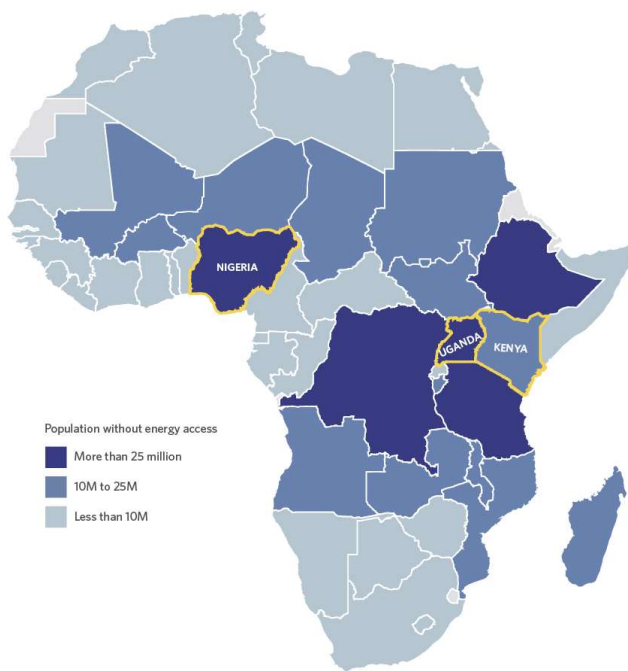 NIGERIA
UGANDA
KENYA
Population without energy access
More than 25 million
10M to 25M
Less than 10M